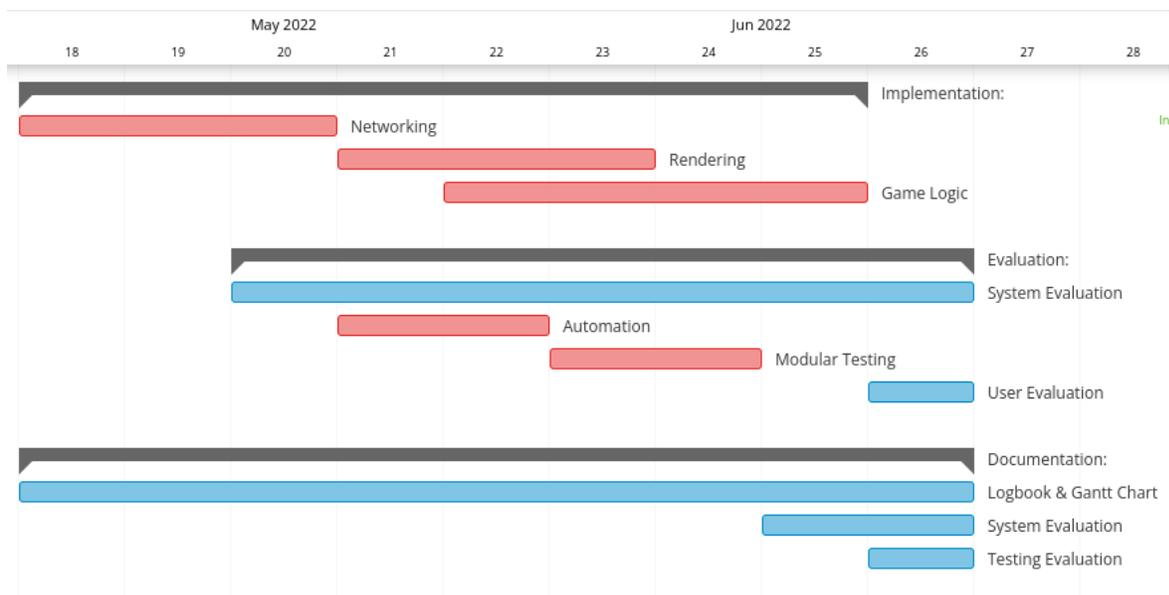 May 2022 Jun 2022
18 19 20 21 22 23 24 25 26 27 28
Implementation:
Networking
In
Rendering
Game Logic
Evaluation:
System Evaluation
Automation
Modular Testing
User Evaluation
Documentation:
Logbook & Gantt Chart
System Evaluation
Testing Evaluation